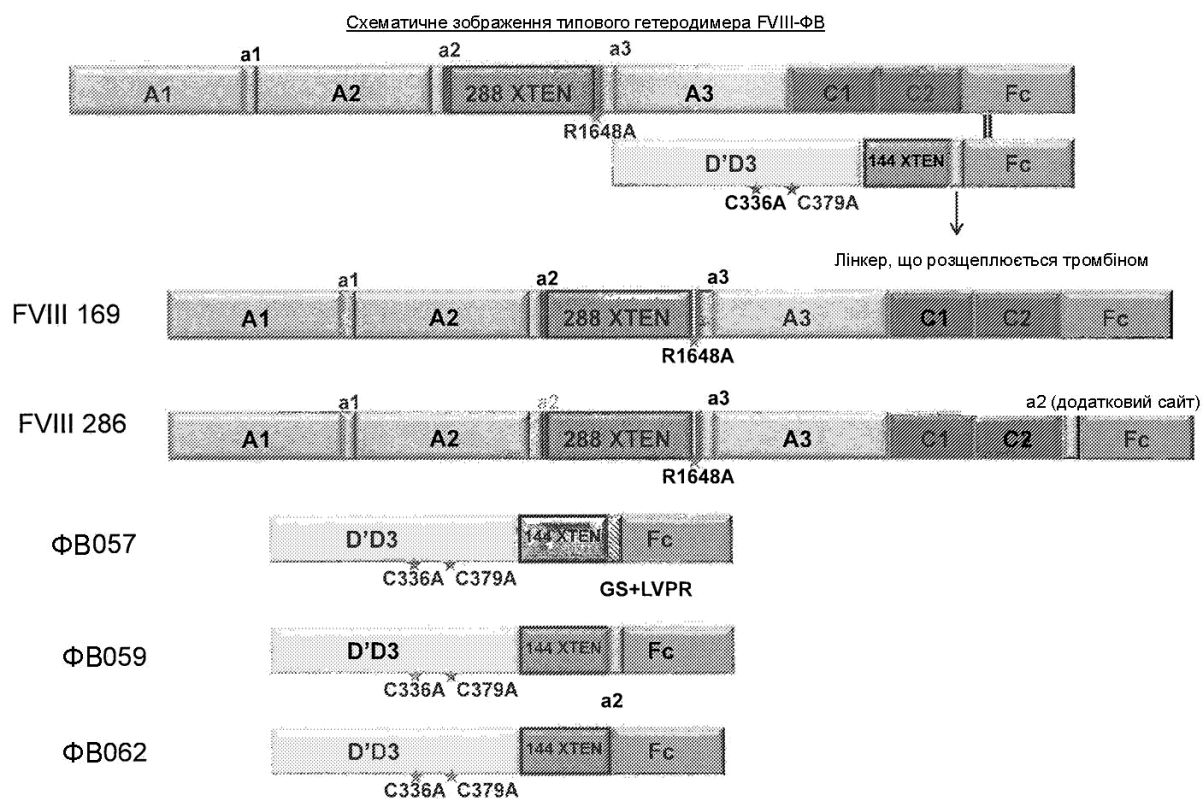 Схематичне зображення типового гетеродимера FVIII-ФВ
a1 a2 a3
A1 A2 288 XTEN A3 C1 C2 Fc
R1648A
D'D3 144 XTEN Fc
C336A C379A
Лінкер, що розщеплюється тромбіном
a1 a2 a3
FVIII 169 A1 A2 288 XTEN A3 C1 C2 Fc
R1648A
a1 a2 a3 a2 (додатковий сайт)
FVIII 286 A1 A2 288 XTEN A3 C1 C2 Fc
R1648A
ФВ057 D'D3 144 XTEN Fc
C336A C379A
GS+LVPR
ФВ059 D'D3 144 XTEN Fc
C336A C379A
a2
ФВ062 D'D3 144 XTEN Fc
C336A C379A